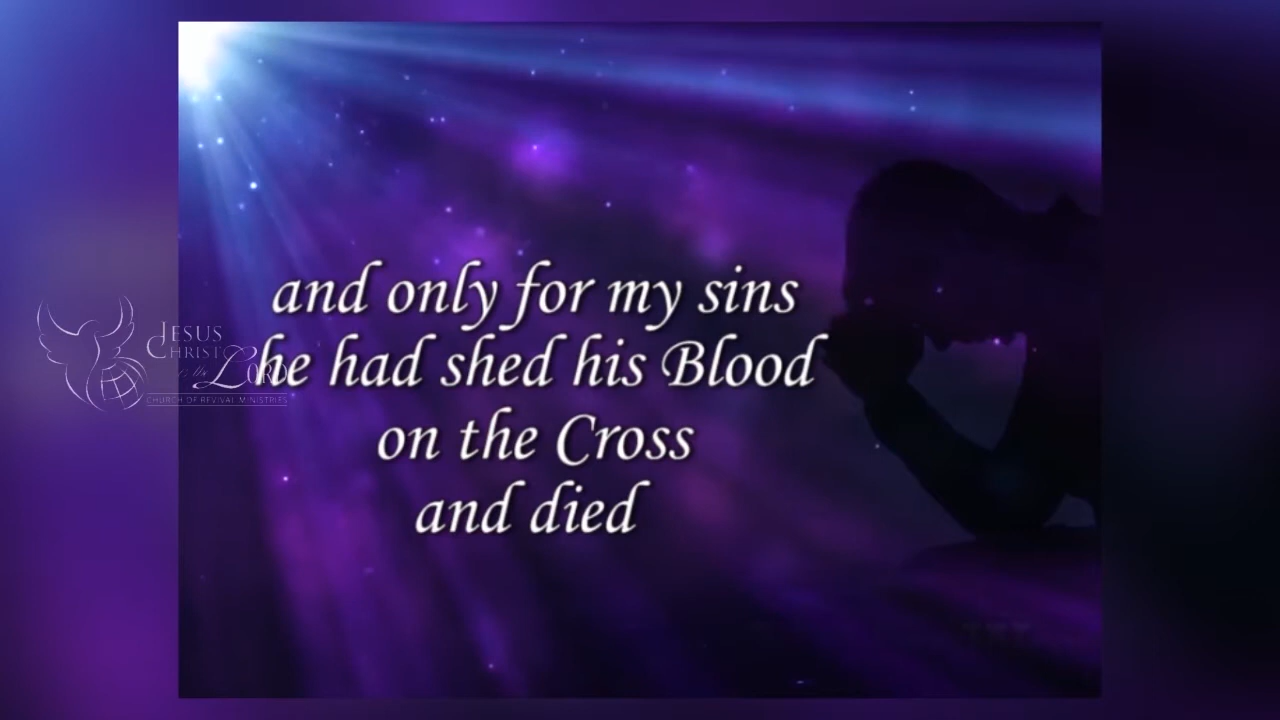 and only for my sins
he had shed his Blood
on the Cross
and died
JESUS
CHRIST
is the LORD
CHURCH OF REVIVAL MINISTRIES